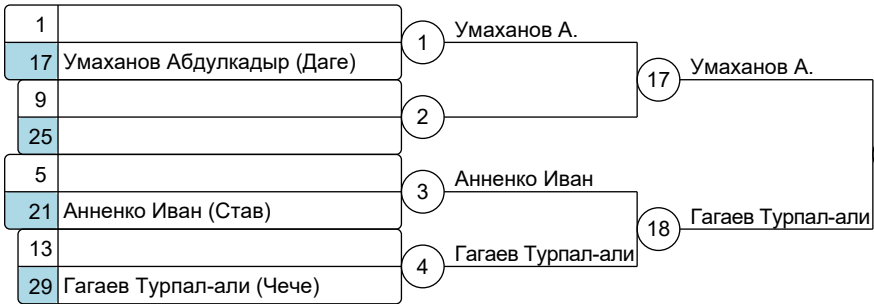 1
17 Умаханов Абдулкадыр (Даге)
1
Умаханов А.
9
25
2
17
Умаханов А.
5
21 Анненко Иван (Став)
3
Анненко Иван
13
29 Гагаев Турпал-али (Чече)
4
Гагаев Турпал-али
18
Гагаев Турпал-али